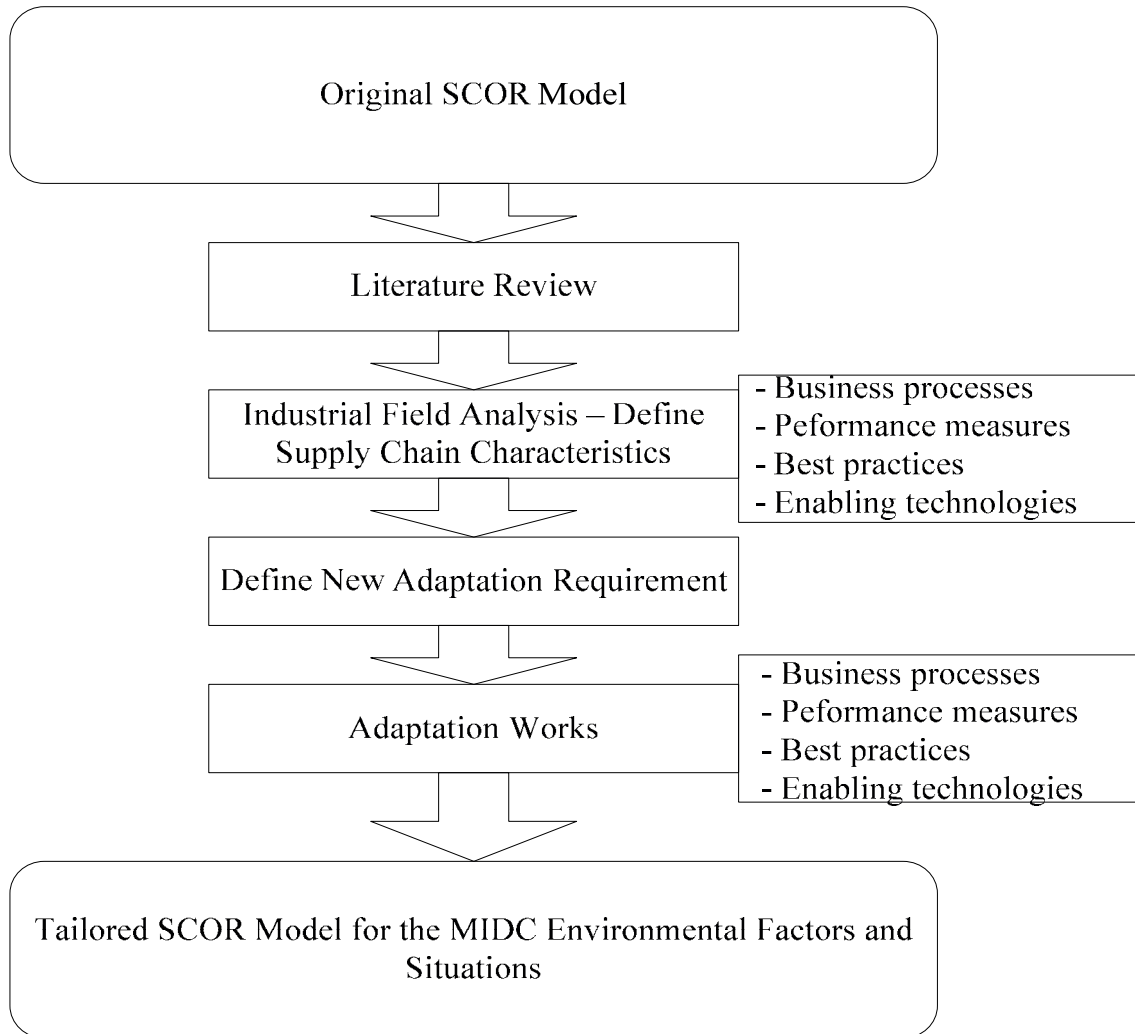 Original SCOR Model
Literature Review
Industrial Field Analysis – Define
Supply Chain Characteristics
- Business processes
- Peformance measures
- Best practices
- Enabling technologies
Define New Adaptation Requirement
Adaptation Works
- Business processes
- Peformance measures
- Best practices
- Enabling technologies
Tailored SCOR Model for the MIDC Environmental Factors and
Situations